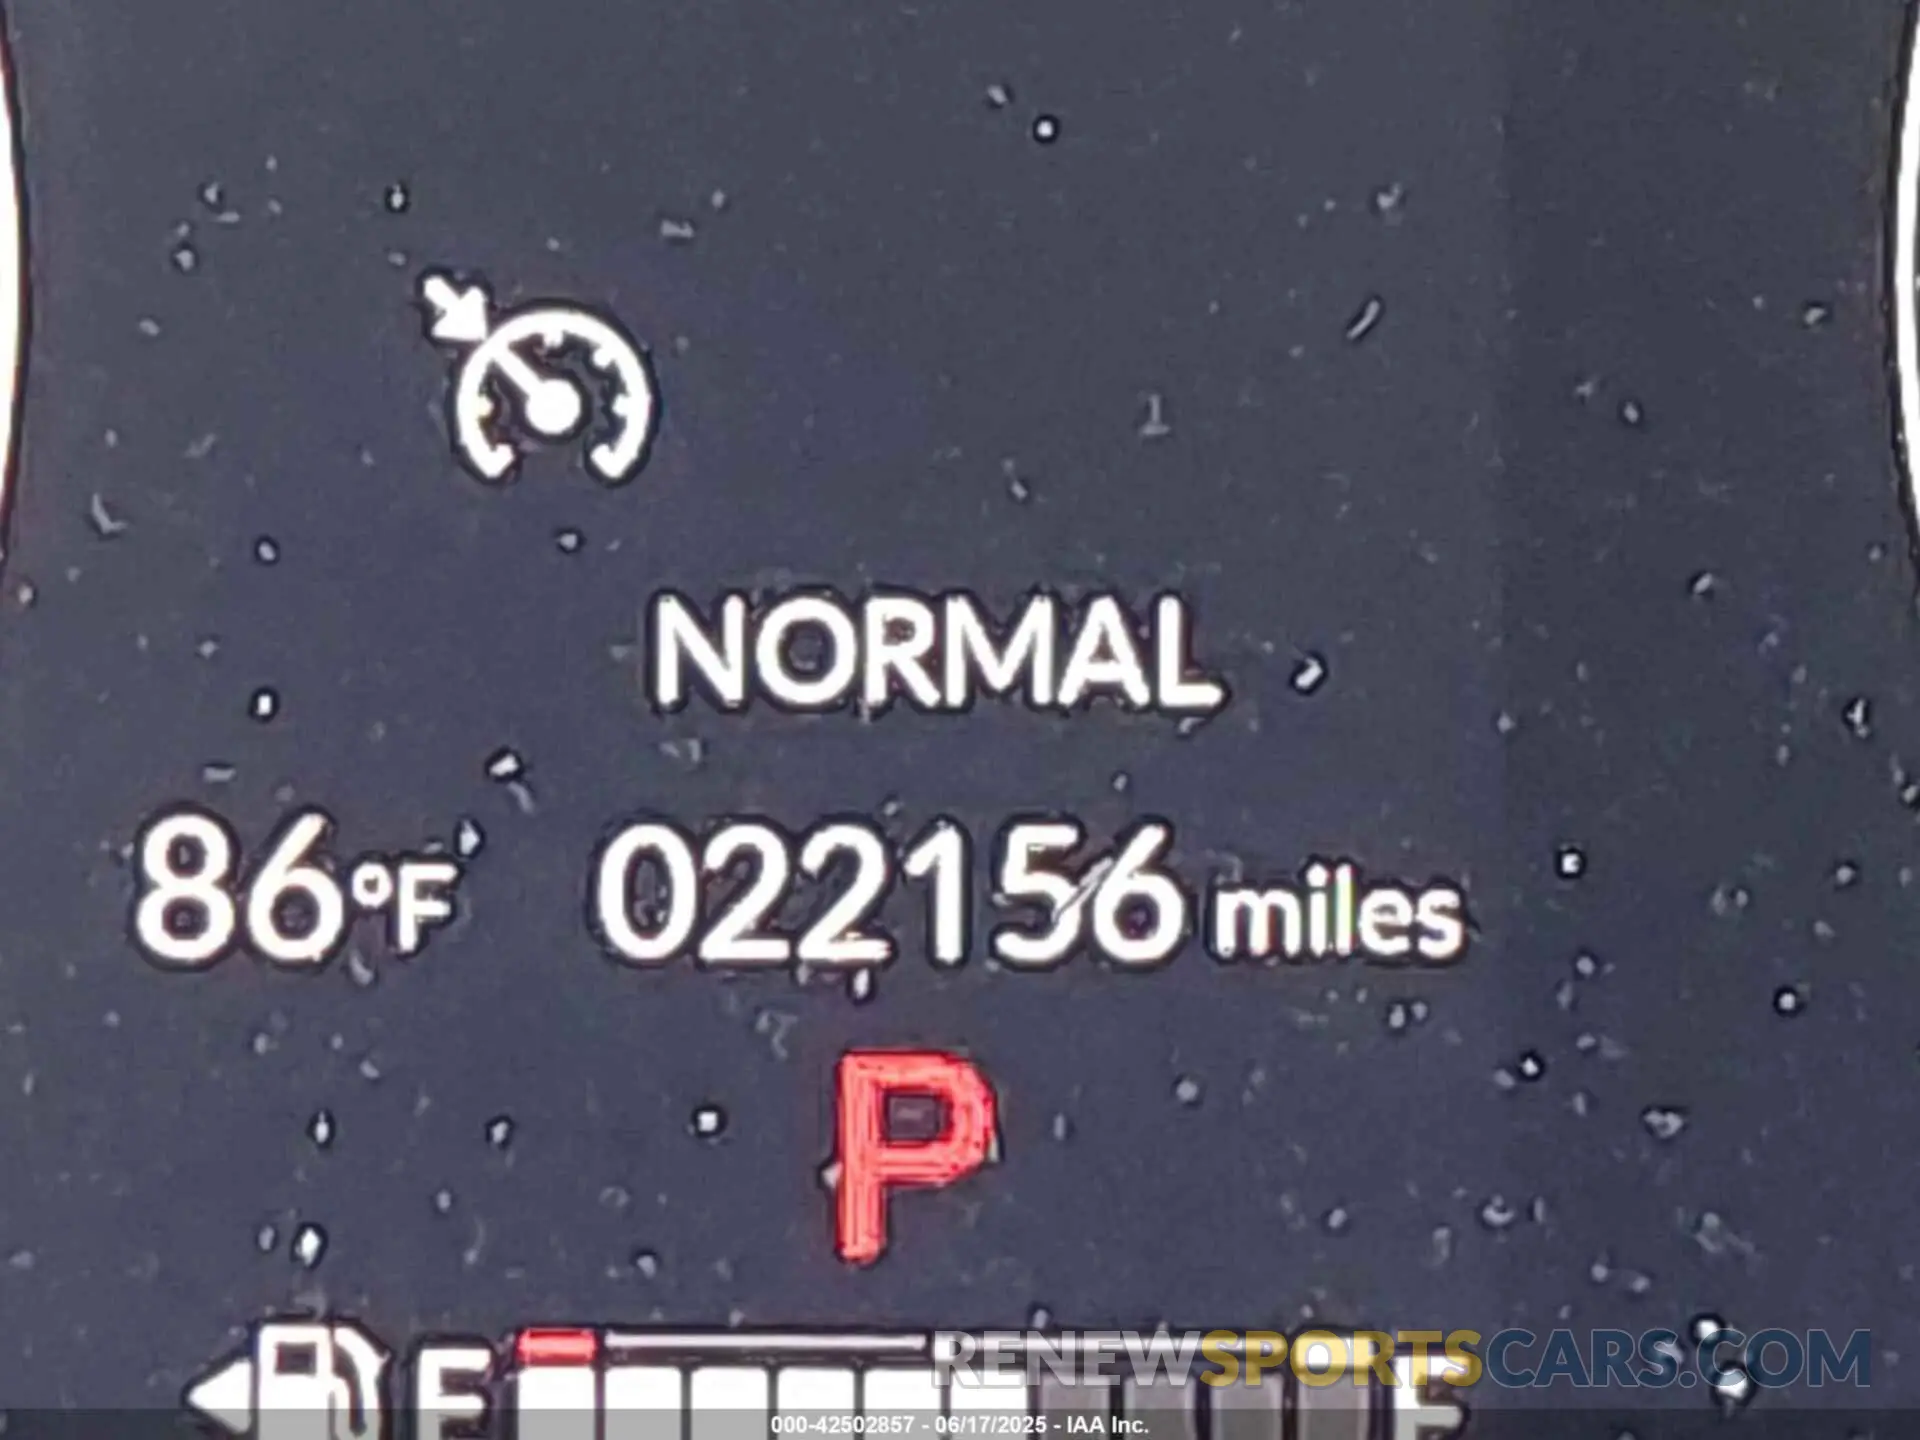 NORMAL
86°F 022156 miles
P
E F
RENEWSPORTSCARS.COM
000-42502857 - 06/17/2025 - IAA Inc.